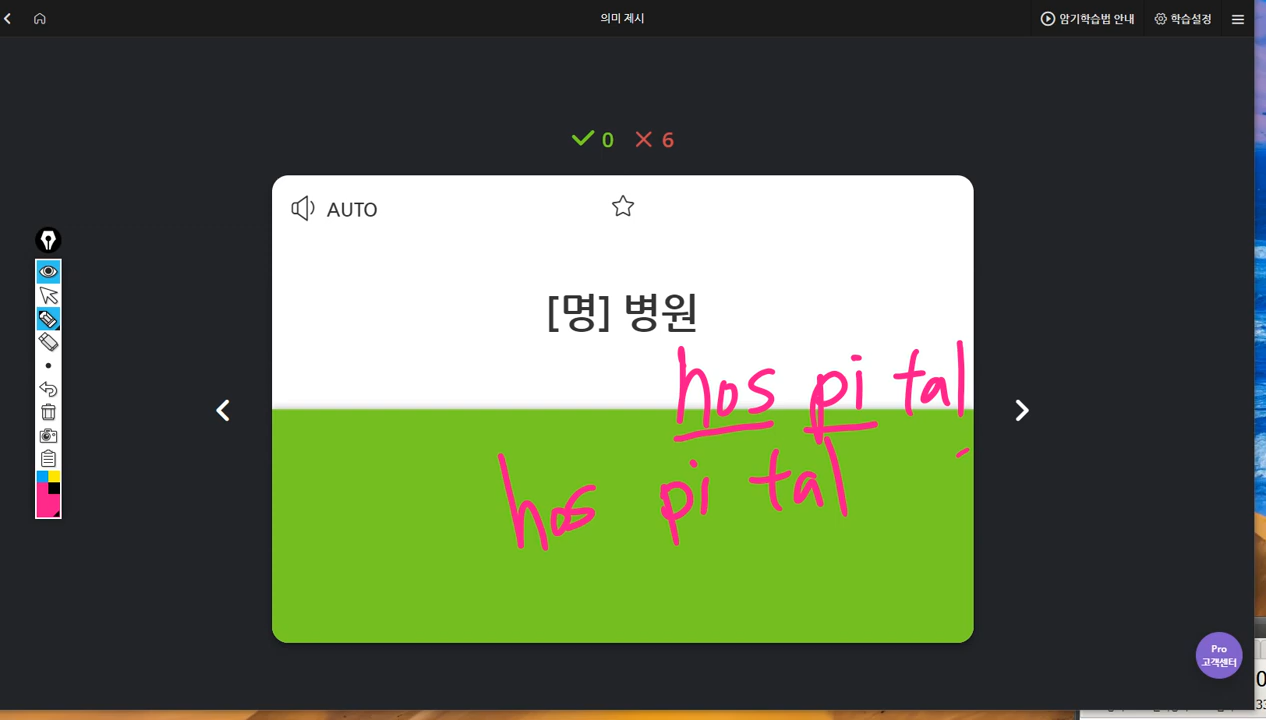 의미 제시
암기학습법 안내
학습설정
0 6
AUTO
[명] 병원
hos pi tal
hos pi tal
Pro
고객센터